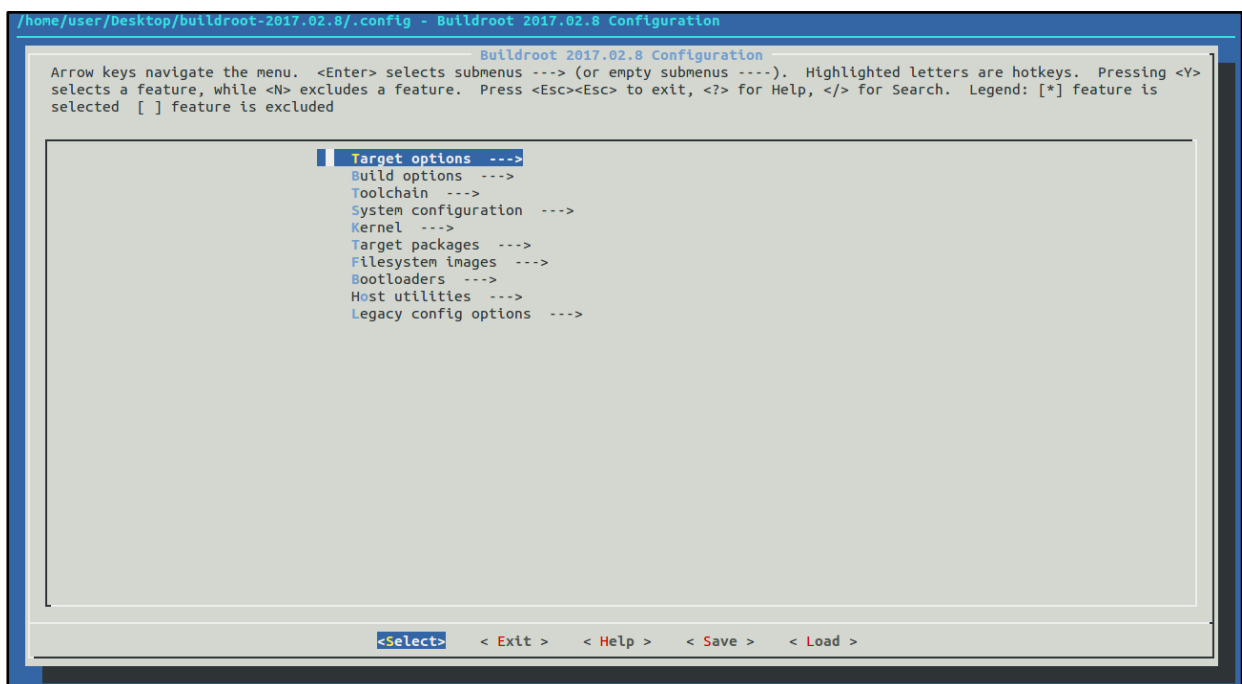 /home/user/Desktop/buildroot-2017.02.8/.config - Buildroot 2017.02.8 Configuration
Buildroot 2017.02.8 Configuration
Arrow keys navigate the menu.  <Enter> selects submenus ---> (or empty submenus ----).  Highlighted letters are hotkeys.  Pressing <Y>
selects a feature, while <N> excludes a feature.  Press <Esc><Esc> to exit, <?> for Help, </> for Search.  Legend: [*] feature is
selected  [ ] feature is excluded
Target options  --->
Build options  --->
Toolchain  --->
System configuration  --->
Kernel  --->
Target packages  --->
Filesystem images  --->
Bootloaders  --->
Host utilities  --->
Legacy config options  --->
<Select>    < Exit >    < Help >    < Save >    < Load >